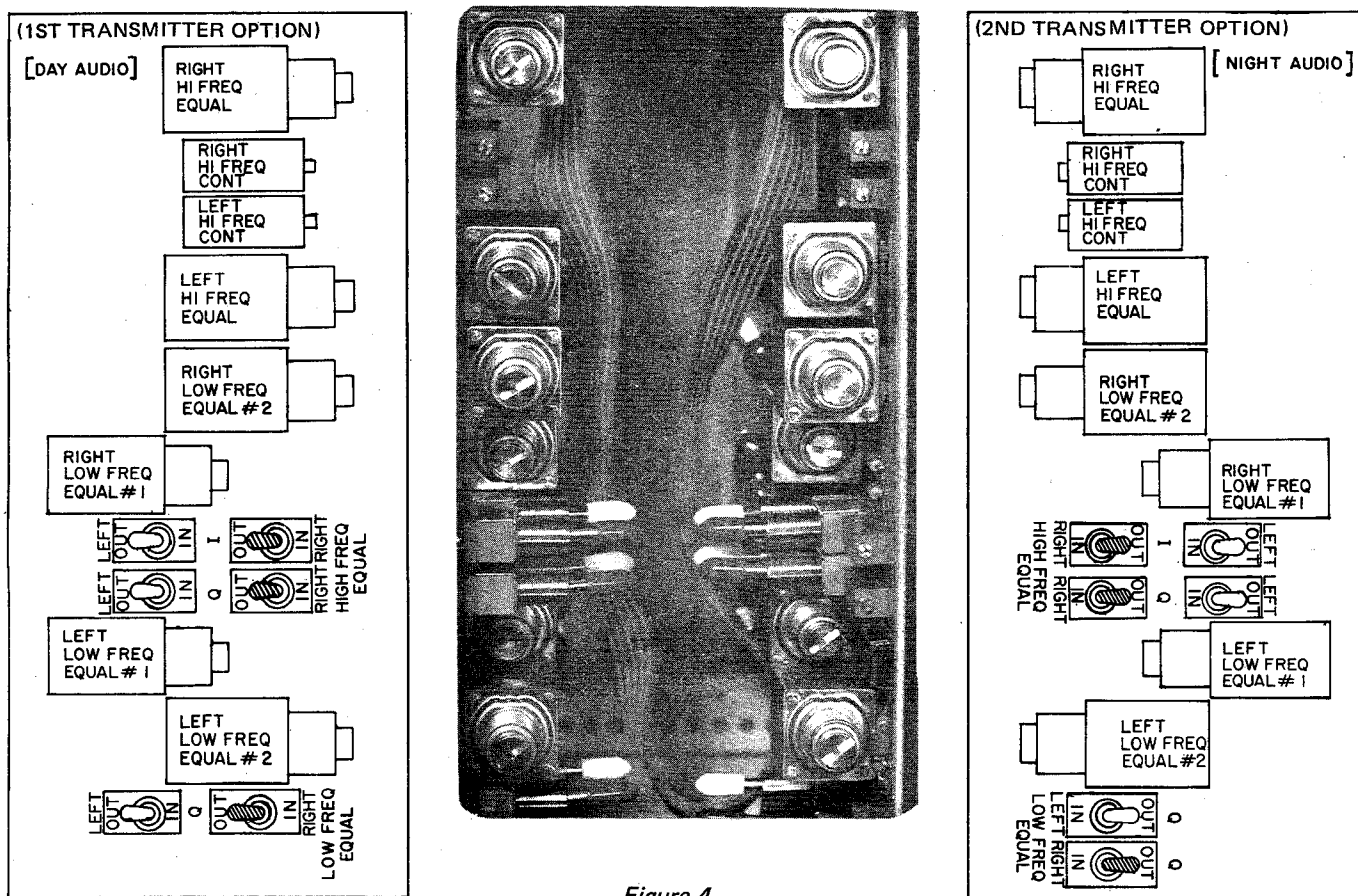 (1ST TRANSMITTER OPTION)
[DAY AUDIO]
RIGHT
HI FREQ
EQUAL
RIGHT
HI FREQ
CONT
LEFT
HI FREQ
CONT
LEFT
HI FREQ
EQUAL
RIGHT
LOW FREQ
EQUAL #2
RIGHT
LOW FREQ
EQUAL #1
LEFT
OUT
IN
I
OUT
IN
RIGHT
LEFT
OUT
IN
Q
OUT
IN
RIGHT
HIGH FREQ
EQUAL
LEFT
LOW FREQ
EQUAL #1
LEFT
LOW FREQ
EQUAL #2
LEFT
OUT
IN
Q
OUT
IN
RIGHT
LOW FREQ
EQUAL
Figure 4
(2ND TRANSMITTER OPTION)
[NIGHT AUDIO]
RIGHT
HI FREQ
EQUAL
RIGHT
HI FREQ
CONT
LEFT
HI FREQ
CONT
LEFT
HI FREQ
EQUAL
RIGHT
LOW FREQ
EQUAL #2
RIGHT
LOW FREQ
EQUAL #1
RIGHT
IN
OUT
I
IN
OUT
LEFT
RIGHT
IN
OUT
Q
IN
OUT
LEFT
HIGH FREQ
EQUAL
LEFT
LOW FREQ
EQUAL #1
LEFT
LOW FREQ
EQUAL #2
LEFT
IN
OUT
Q
RIGHT
IN
OUT
Q
LOW FREQ
EQUAL